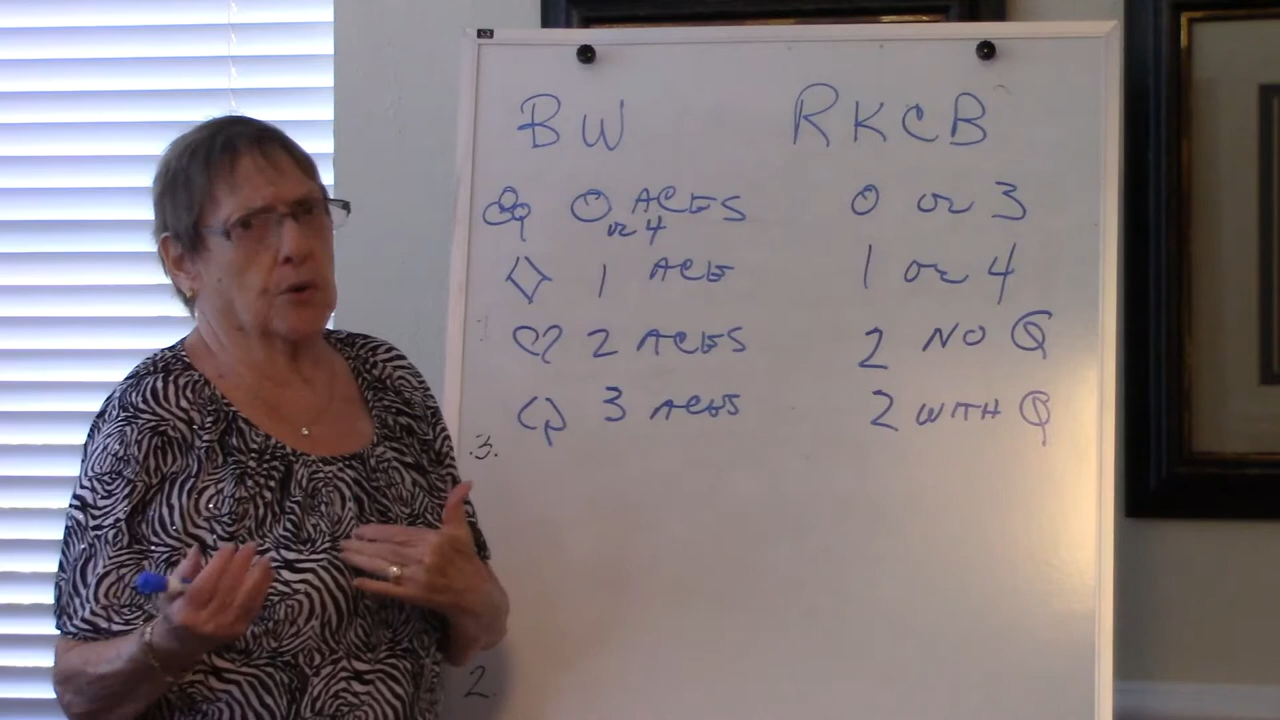 BW RKCB
♣ 0 ACES 0 or 3
or 4
♢ 1 ACE 1 or 4
♡ 2 ACES 2 NO Q
♤ 3 ACES 2 WITH Q
.3.
2.